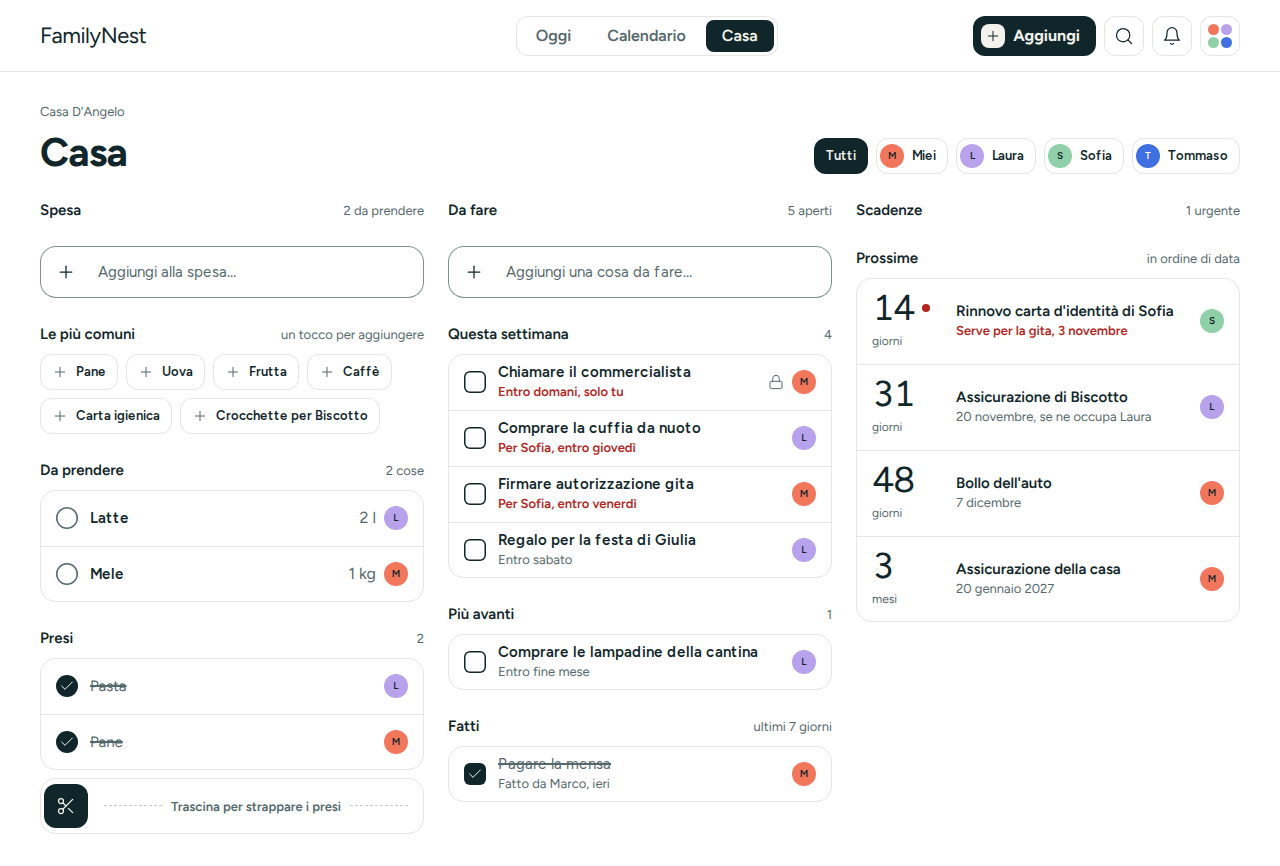 FamilyNest
Oggi
Calendario
Casa
Aggiungi
Casa D'Angelo
Casa
Tutti
M Miei
L Laura
S Sofia
T Tommaso
Spesa
2 da prendere
Aggiungi alla spesa...
Le più comuni
un tocco per aggiungere
Pane
Uova
Frutta
Caffè
Carta igienica
Crocchette per Biscotto
Da prendere
2 cose
Latte
2 l
L
Mele
1 kg
M
Presi
2
Pasta
L
Pane
M
Trascina per strappare i presi
Da fare
5 aperti
Aggiungi una cosa da fare...
Questa settimana
4
Chiamare il commercialista
Entro domani, solo tu
M
Comprare la cuffia da nuoto
Per Sofia, entro giovedì
L
Firmare autorizzazione gita
Per Sofia, entro venerdì
M
Regalo per la festa di Giulia
Entro sabato
L
Più avanti
1
Comprare le lampadine della cantina
Entro fine mese
L
Fatti
ultimi 7 giorni
Pagare la mensa
Fatto da Marco, ieri
M
Scadenze
1 urgente
Prossime
in ordine di data
14
giorni
Rinnovo carta d'identità di Sofia
Serve per la gita, 3 novembre
S
31
giorni
Assicurazione di Biscotto
20 novembre, se ne occupa Laura
L
48
giorni
Bollo dell'auto
7 dicembre
M
3
mesi
Assicurazione della casa
20 gennaio 2027
M